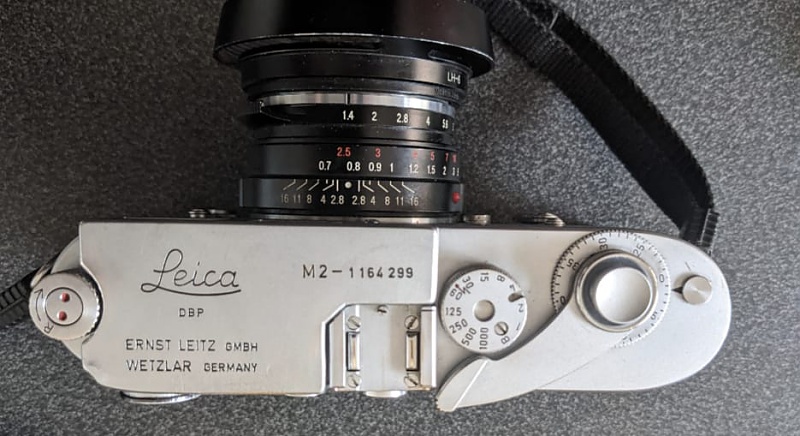 LH-6
1.4 2 2.8 4 5.6
2.5 3 5 7
0.7 0.8 0.9 1 1.2 1.5 2 3
16 11 8 4 2.8 2.8 4 8 11 16
Leica
DBP
M2-1164299
ERNST LEITZ GMBH
WETZLAR GERMANY
R
15 8 4 2
B
1000
500
250
125
30